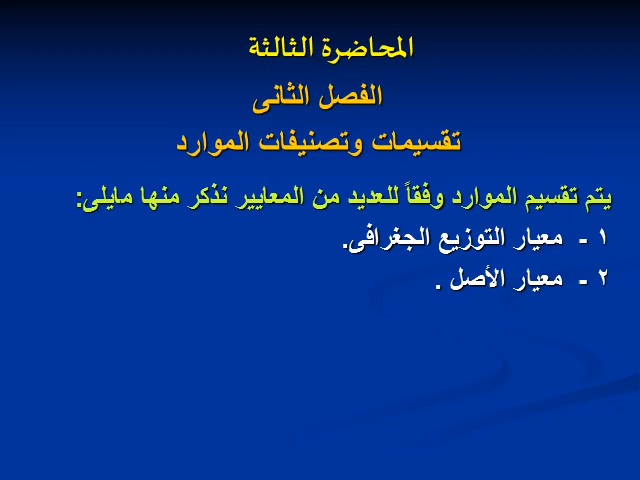 المحاضرة الثالثة
الفصل الثانى
تقسيمات وتصنيفات الموارد
يتم تقسيم الموارد وفقاً للعديد من المعايير نذكر منها مايلى:
١ - معيار التوزيع الجغرافى.
٢ - معيار الأصل .